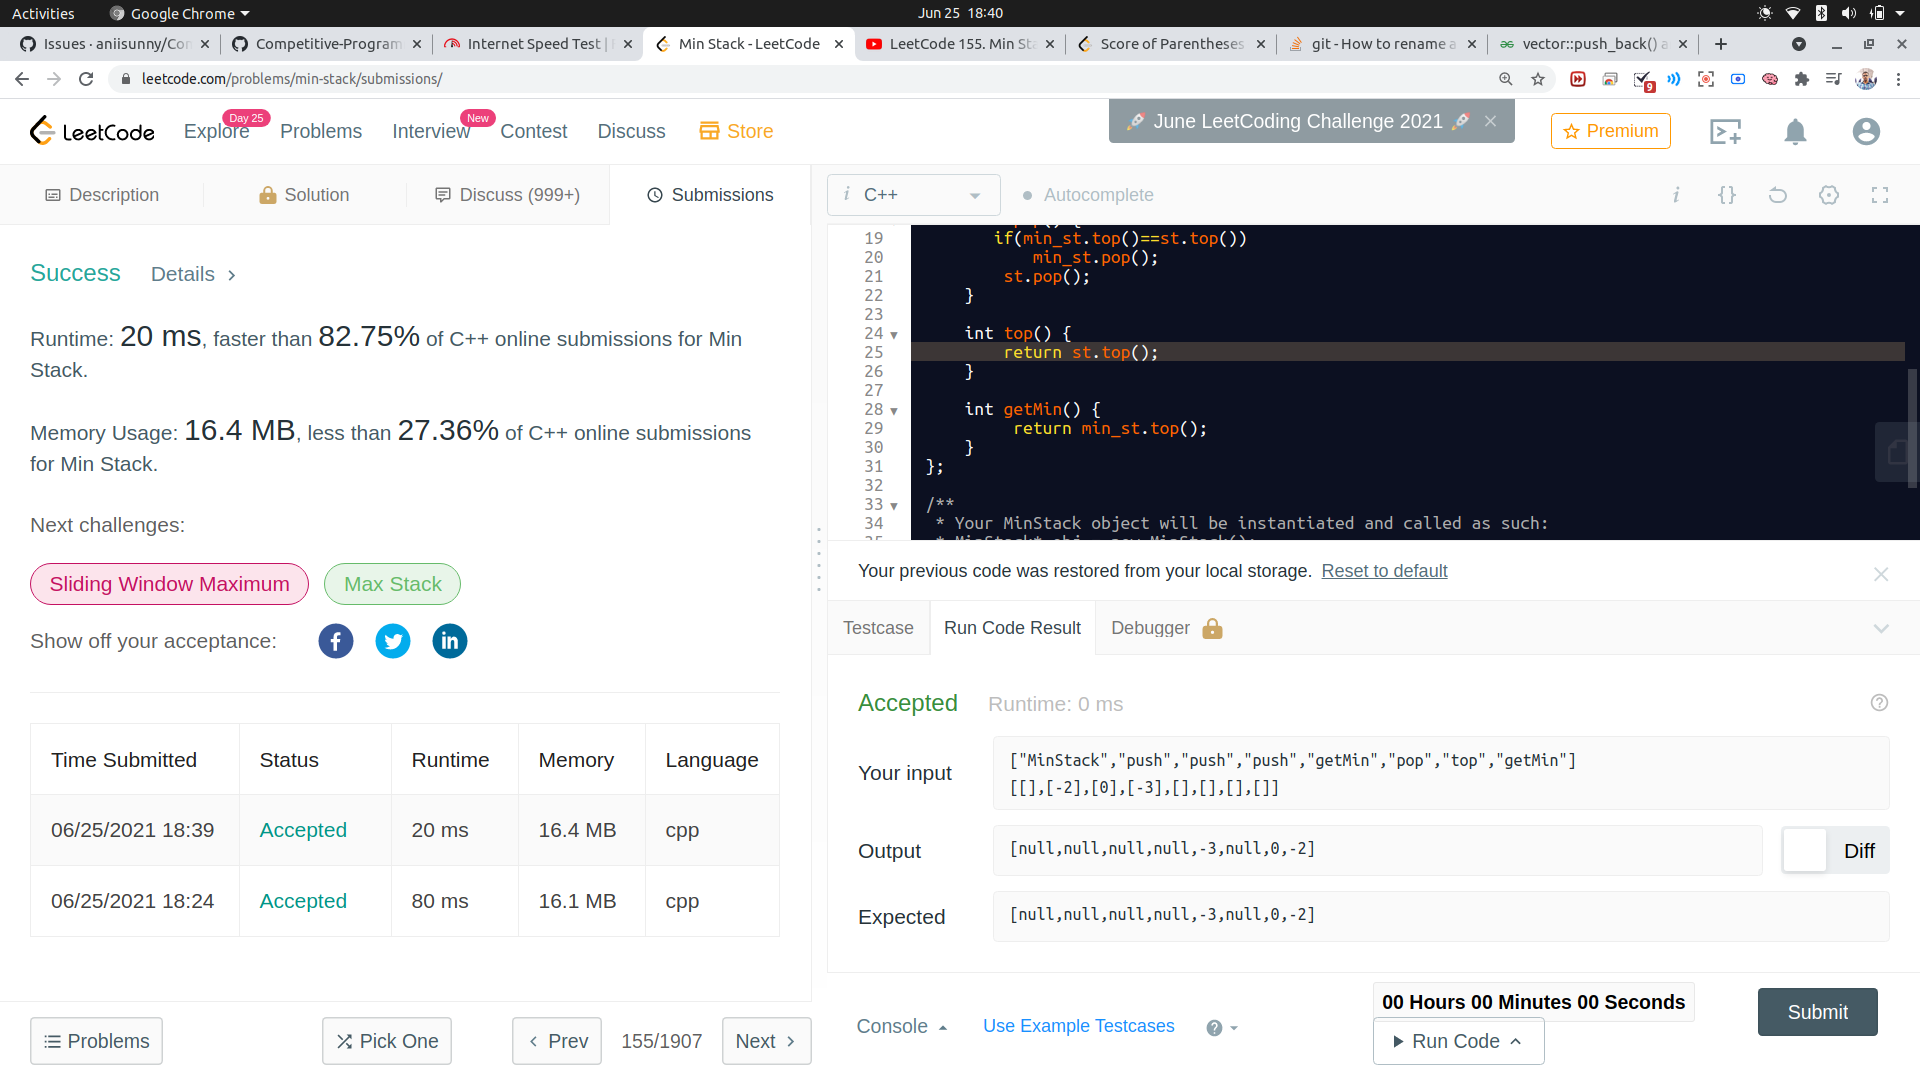 Activities
Google Chrome
Jun 25 18:40
Issues · aniisunny/Con
Competitive-Program
Internet Speed Test |
Min Stack - LeetCode
LeetCode 155. Min Sta
Score of Parentheses
git - How to rename a
vector::push_back() a
leetcode.com/problems/min-stack/submissions/
9
LeetCode
Explore
Day 25
Problems
Interview
New
Contest
Discuss
Store
🚀 June LeetCoding Challenge 2021 🚀
Premium
Description
Solution
Discuss (999+)
Submissions
i C++
Autocomplete
i {}
Success
Details >
Runtime: 20 ms, faster than 82.75% of C++ online submissions for Min
Stack.
Memory Usage: 16.4 MB, less than 27.36% of C++ online submissions
for Min Stack.
Next challenges:
Sliding Window Maximum
Max Stack
Show off your acceptance:
Time Submitted Status Runtime Memory Language
06/25/2021 18:39 Accepted 20 ms 16.4 MB cpp
06/25/2021 18:24 Accepted 80 ms 16.1 MB cpp
Problems
Pick One
< Prev
155/1907
Next >
19 if(min_st.top()==st.top())
20 min_st.pop();
21 st.pop();
22 }
23
24 int top() {
25 return st.top();
26 }
27
28 int getMin() {
29 return min_st.top();
30 }
31 };
32
33 /**
34 * Your MinStack object will be instantiated and called as such:
35 * MinStack* obj = new MinStack();
Your previous code was restored from your local storage. Reset to default
Testcase
Run Code Result
Debugger
Accepted
Runtime: 0 ms
Your input
["MinStack","push","push","push","getMin","pop","top","getMin"]
[[],[-2],[0],[-3],[],[],[],[]]
Output
[null,null,null,null,-3,null,0,-2]
Diff
Expected
[null,null,null,null,-3,null,0,-2]
Console
Use Example Testcases
00 Hours 00 Minutes 00 Seconds
Run Code
Submit